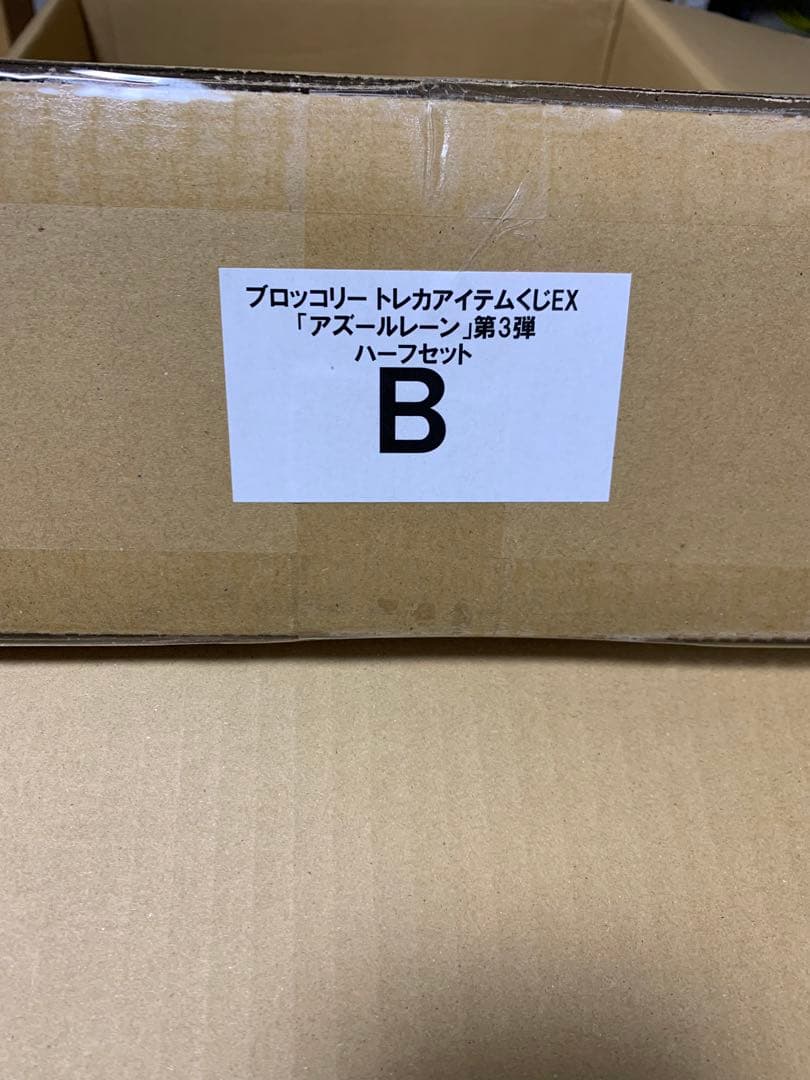 ブロッコリー トレカアイテムくじEX
「アズールレーン」第3弾
ハーフセット
B